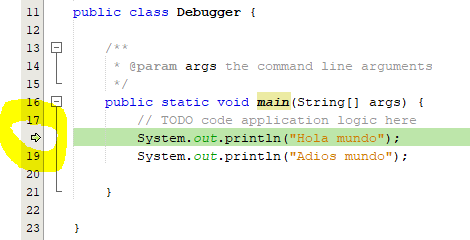 11 public class Debugger {
12
13 /**
14 * @param args the command line arguments
15 */
16 public static void main(String[] args) {
17 // TODO code application logic here
System.out.println("Hola mundo");
19 System.out.println("Adios mundo");
20
21 }
22
23 }